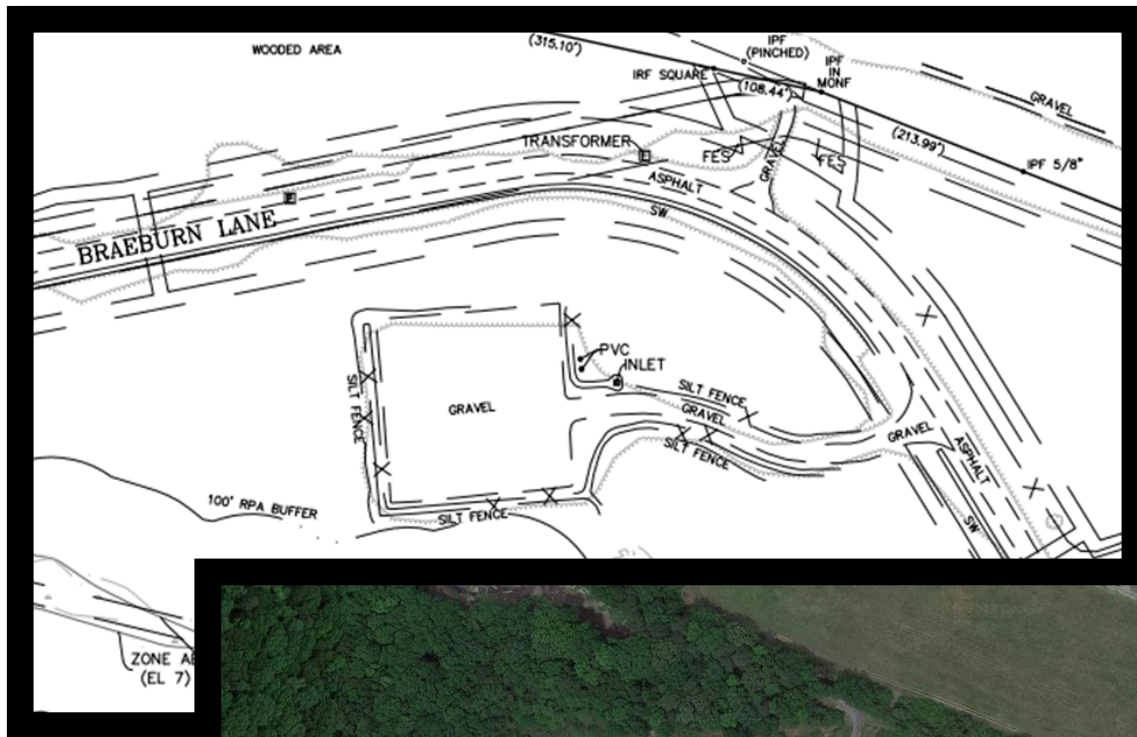 WOODED AREA
(315.10')
IPF
(PINCHED)
IPF
IN
MONF
IRF SQUARE
(108.44')
GRAVEL
(213.99')
TRANSFORMER
FES
GRAVEL
FES
IPF 5/8"
ASPHALT
SW
BRAEBURN LANE
PVC
INLET
SILT FENCE
SILT FENCE
GRAVEL
GRAVEL
GRAVEL
SILT FENCE
ASPHALT
100' RPA BUFFER
SILT FENCE
SW
ZONE AE
(EL 7)